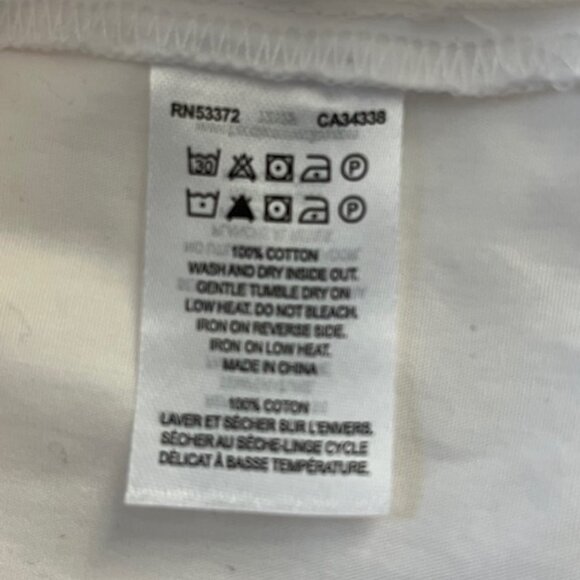 RN53372 CA34338
30 P
P
100% COTTON
WASH AND DRY INSIDE OUT.
GENTLE TUMBLE DRY ON
LOW HEAT. DO NOT BLEACH.
IRON ON REVERSE SIDE.
IRON ON LOW HEAT.
MADE IN CHINA
100% COTON
LAVER ET SÉCHER SUR L'ENVERS.
SÉCHER AU SÈCHE-LINGE CYCLE
DÉLICAT À BASSE TEMPÉRATURE.